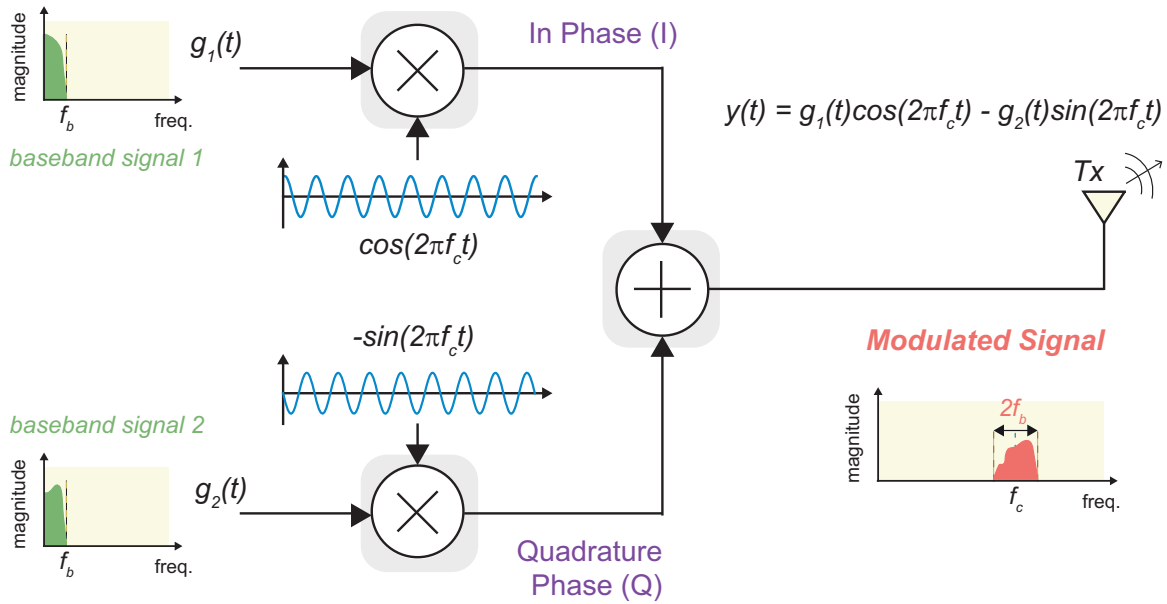 magnitude
f_b
freq.
baseband signal 1
g_1(t)
In Phase (I)
cos(2πf_ct)
y(t) = g_1(t)cos(2πf_ct) - g_2(t)sin(2πf_ct)
Tx
-sin(2πf_ct)
baseband signal 2
magnitude
f_b
freq.
g_2(t)
Quadrature
Phase (Q)
Modulated Signal
magnitude
2f_b
f_c
freq.